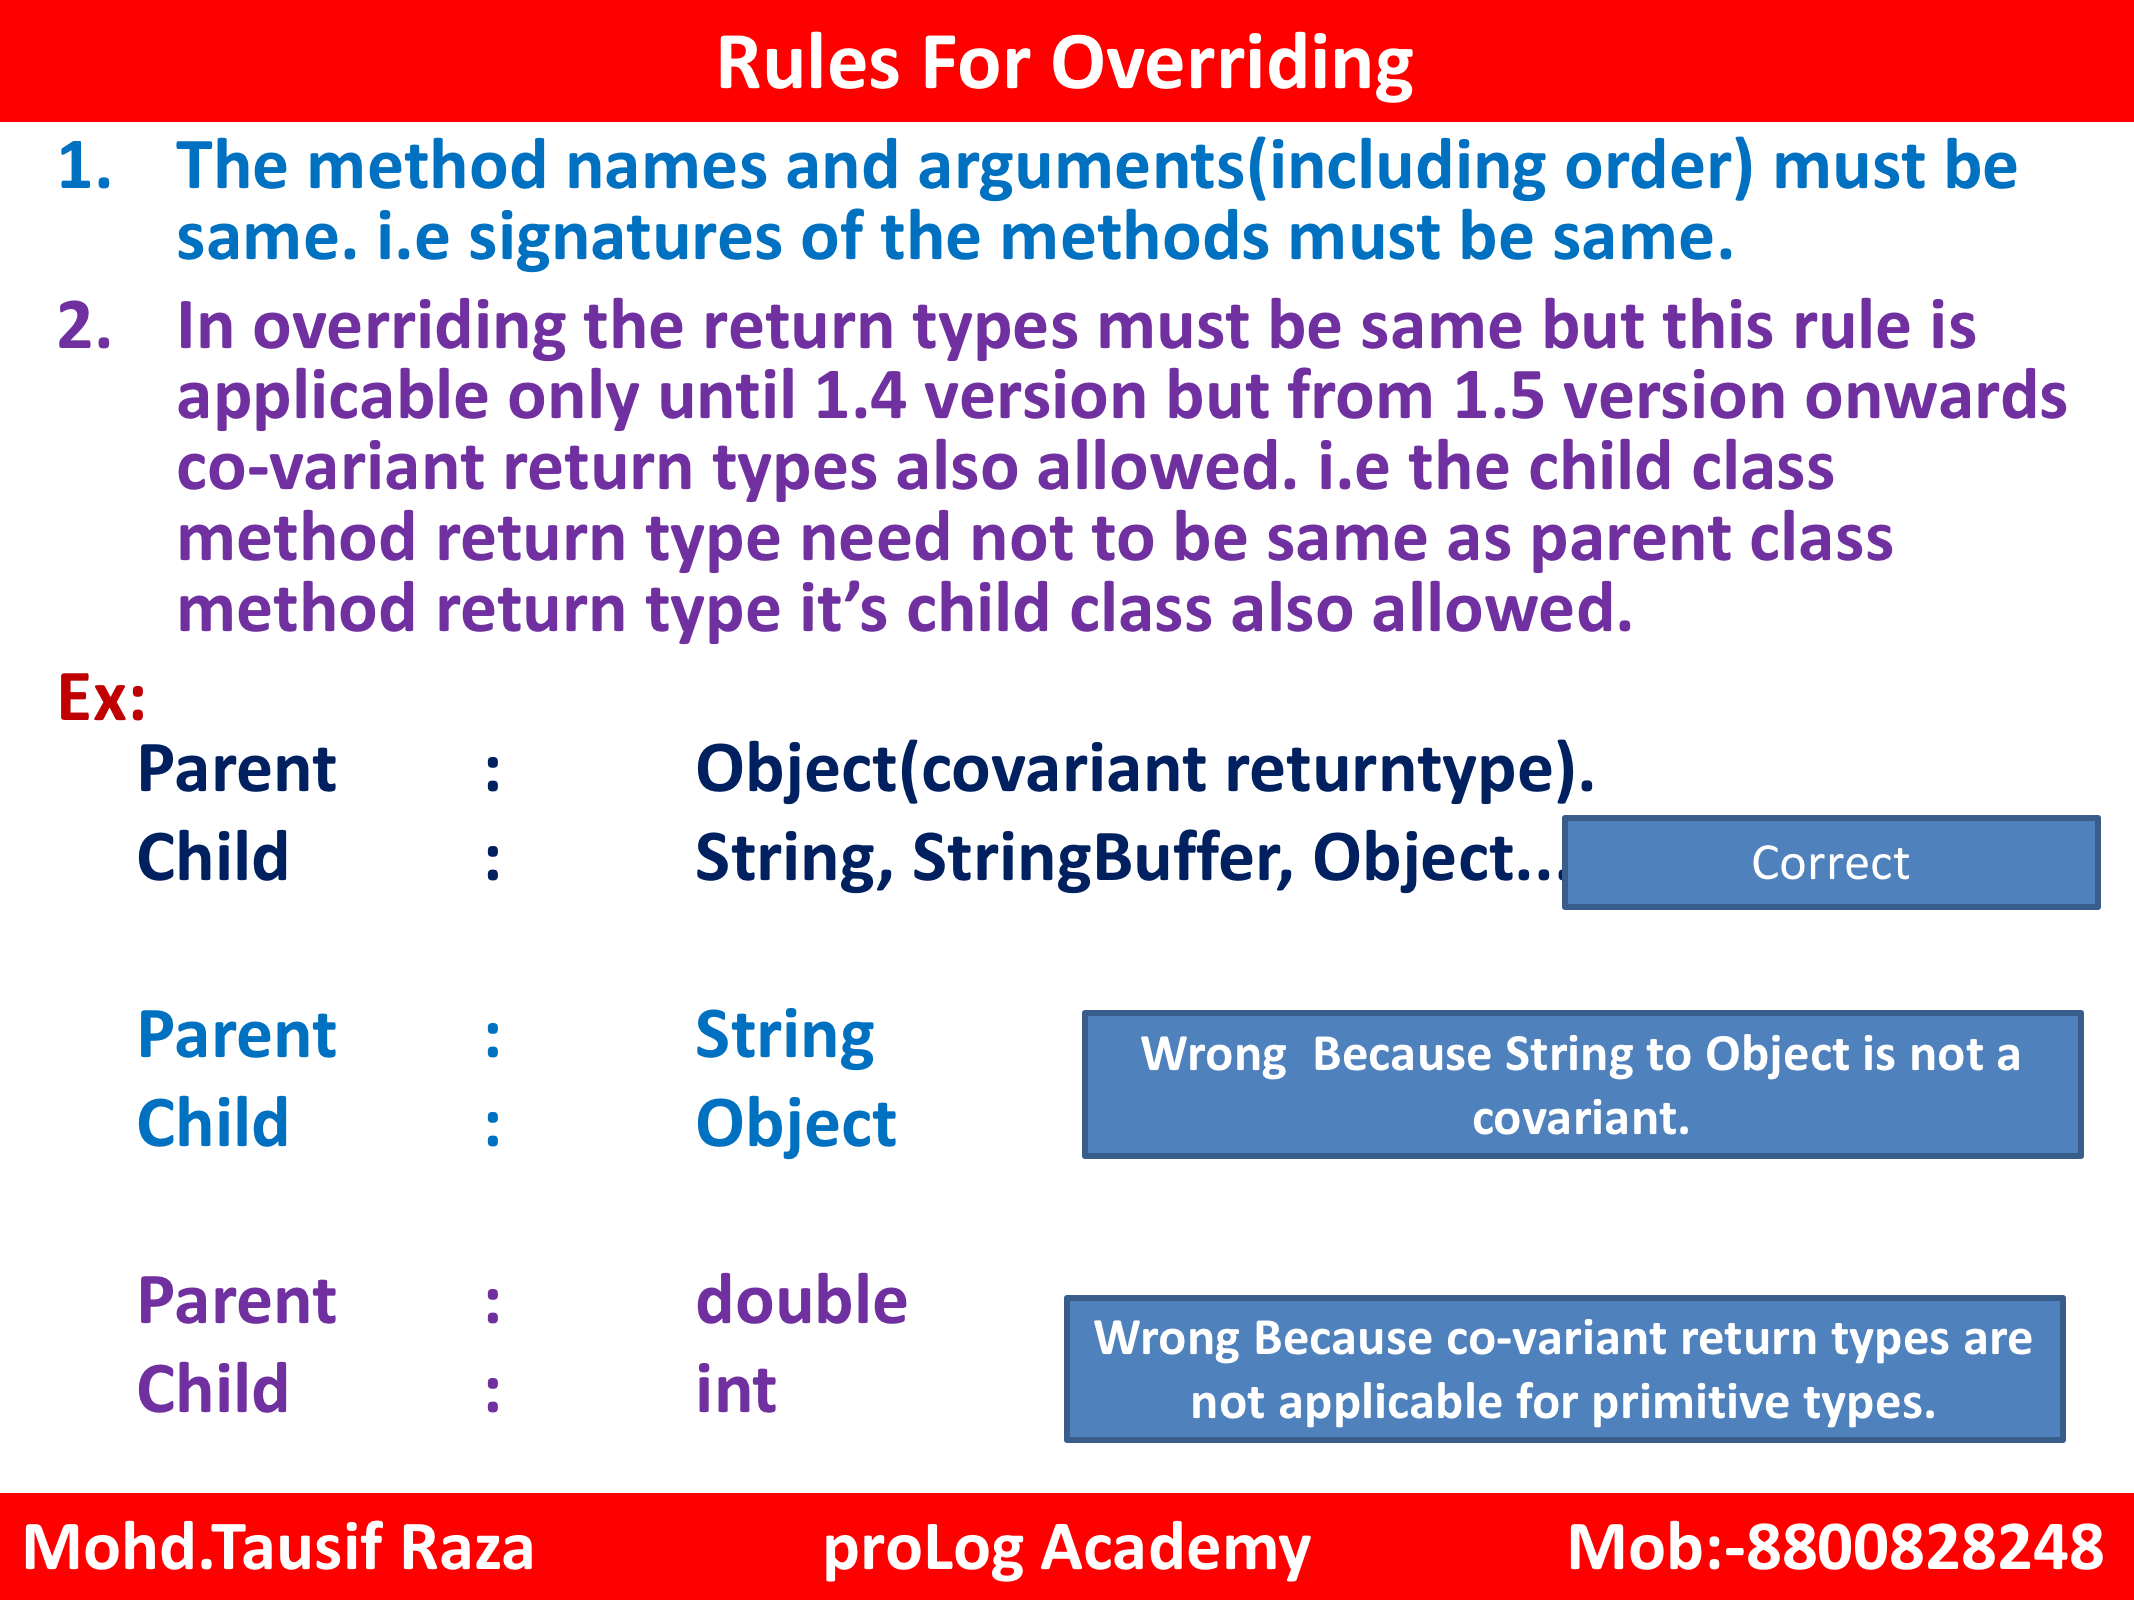 Rules For Overriding
1. The method names and arguments(including order) must be
same. i.e signatures of the methods must be same.
2. In overriding the return types must be same but this rule is
applicable only until 1.4 version but from 1.5 version onwards
co-variant return types also allowed. i.e the child class
method return type need not to be same as parent class
method return type it’s child class also allowed.
Ex:
Parent : Object(covariant returntype).
Child : String, StringBuffer, Object...
Correct
Parent : String
Child : Object
Wrong  Because String to Object is not a
covariant.
Parent : double
Child : int
Wrong Because co-variant return types are
not applicable for primitive types.
Mohd.Tausif Raza proLog Academy Mob:-8800828248